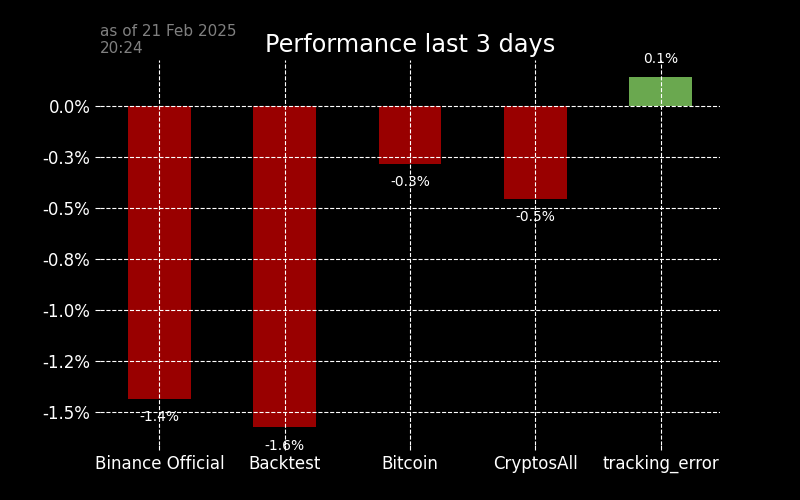 as of 21 Feb 2025
20:24
Performance last 3 days
0.1%
0.0%
-0.3%
-0.3%
-0.5%
-0.5%
-0.8%
-1.0%
-1.2%
-1.5%
-1.4%
-1.6%
Binance Official
Backtest
Bitcoin
CryptosAll
tracking_error